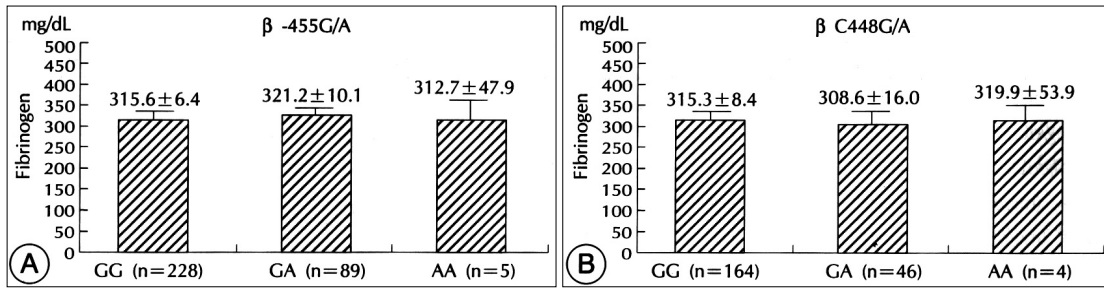 mg/dL
β -455G/A
500
450
400
350
300
250
200
150
100
50
0
Fibrinogen
315.6±6.4
321.2±10.1
312.7±47.9
GG (n=228)
GA (n=89)
AA (n=5)
A
mg/dL
β C448G/A
500
450
400
350
300
250
200
150
100
50
0
Fibrinogen
315.3±8.4
308.6±16.0
319.9±53.9
GG (n=164)
GA (n=46)
AA (n=4)
B